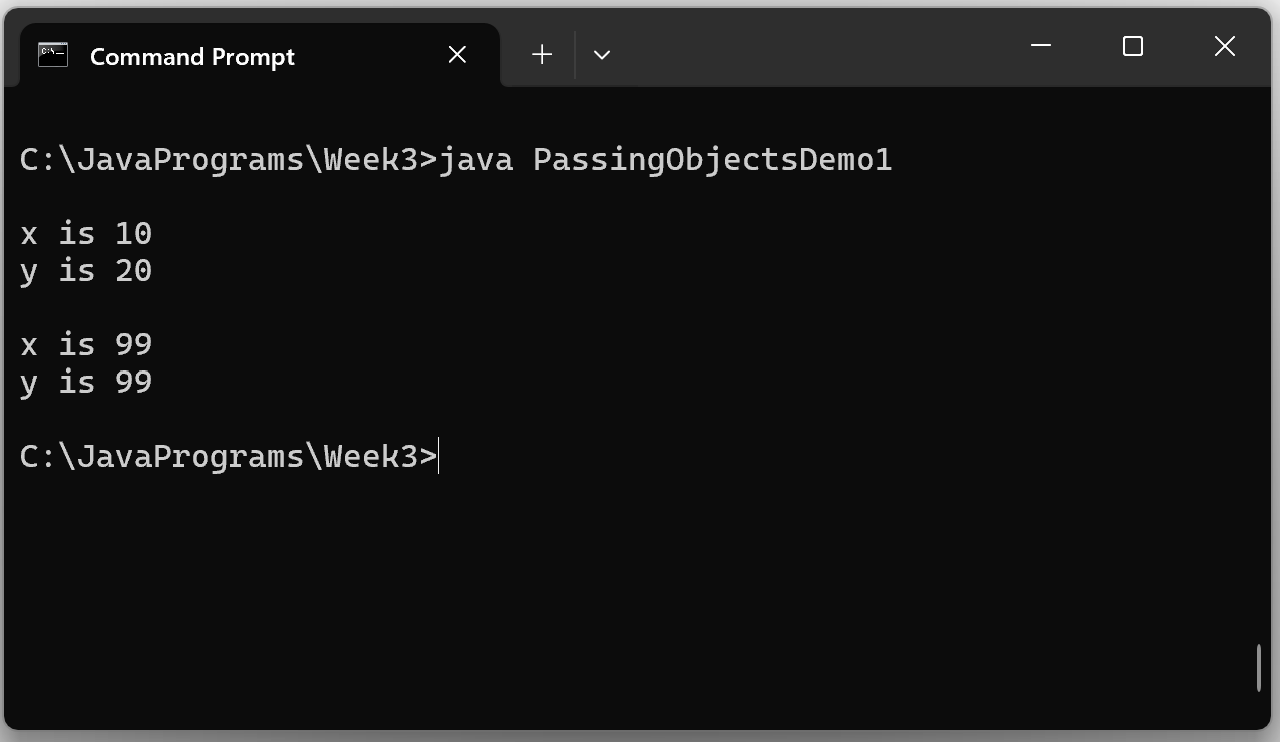 Command Prompt
C:\JavaPrograms\Week3>java PassingObjectsDemo1
x is 10
y is 20
x is 99
y is 99
C:\JavaPrograms\Week3>